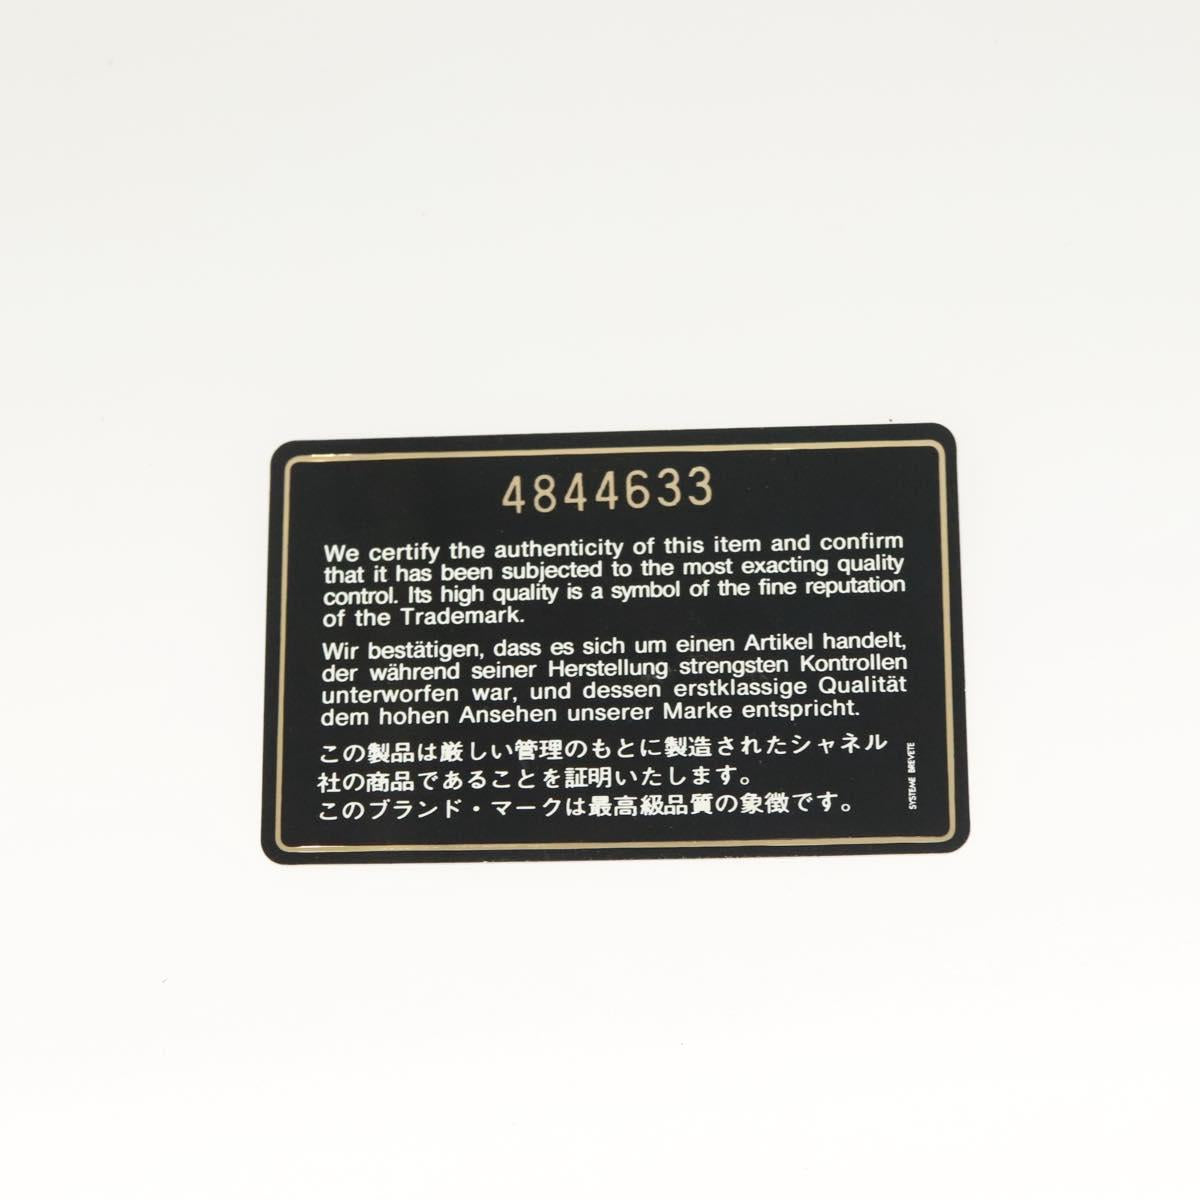 4844633
We certify the authenticity of this item and confirm
that it has been subjected to the most exacting quality
control. Its high quality is a symbol of the fine reputation
of the Trademark.
Wir bestätigen, dass es sich um einen Artikel handelt,
der während seiner Herstellung strengsten Kontrollen
unterworfen war, und dessen erstklassige Qualität
dem hohen Ansehen unserer Marke entspricht.
この製品は厳しい管理のもとに製造されたシャネル
社の商品であることを証明いたします。
このブランド・マークは最高級品質の象徴です。
SYSTEME BREVETE